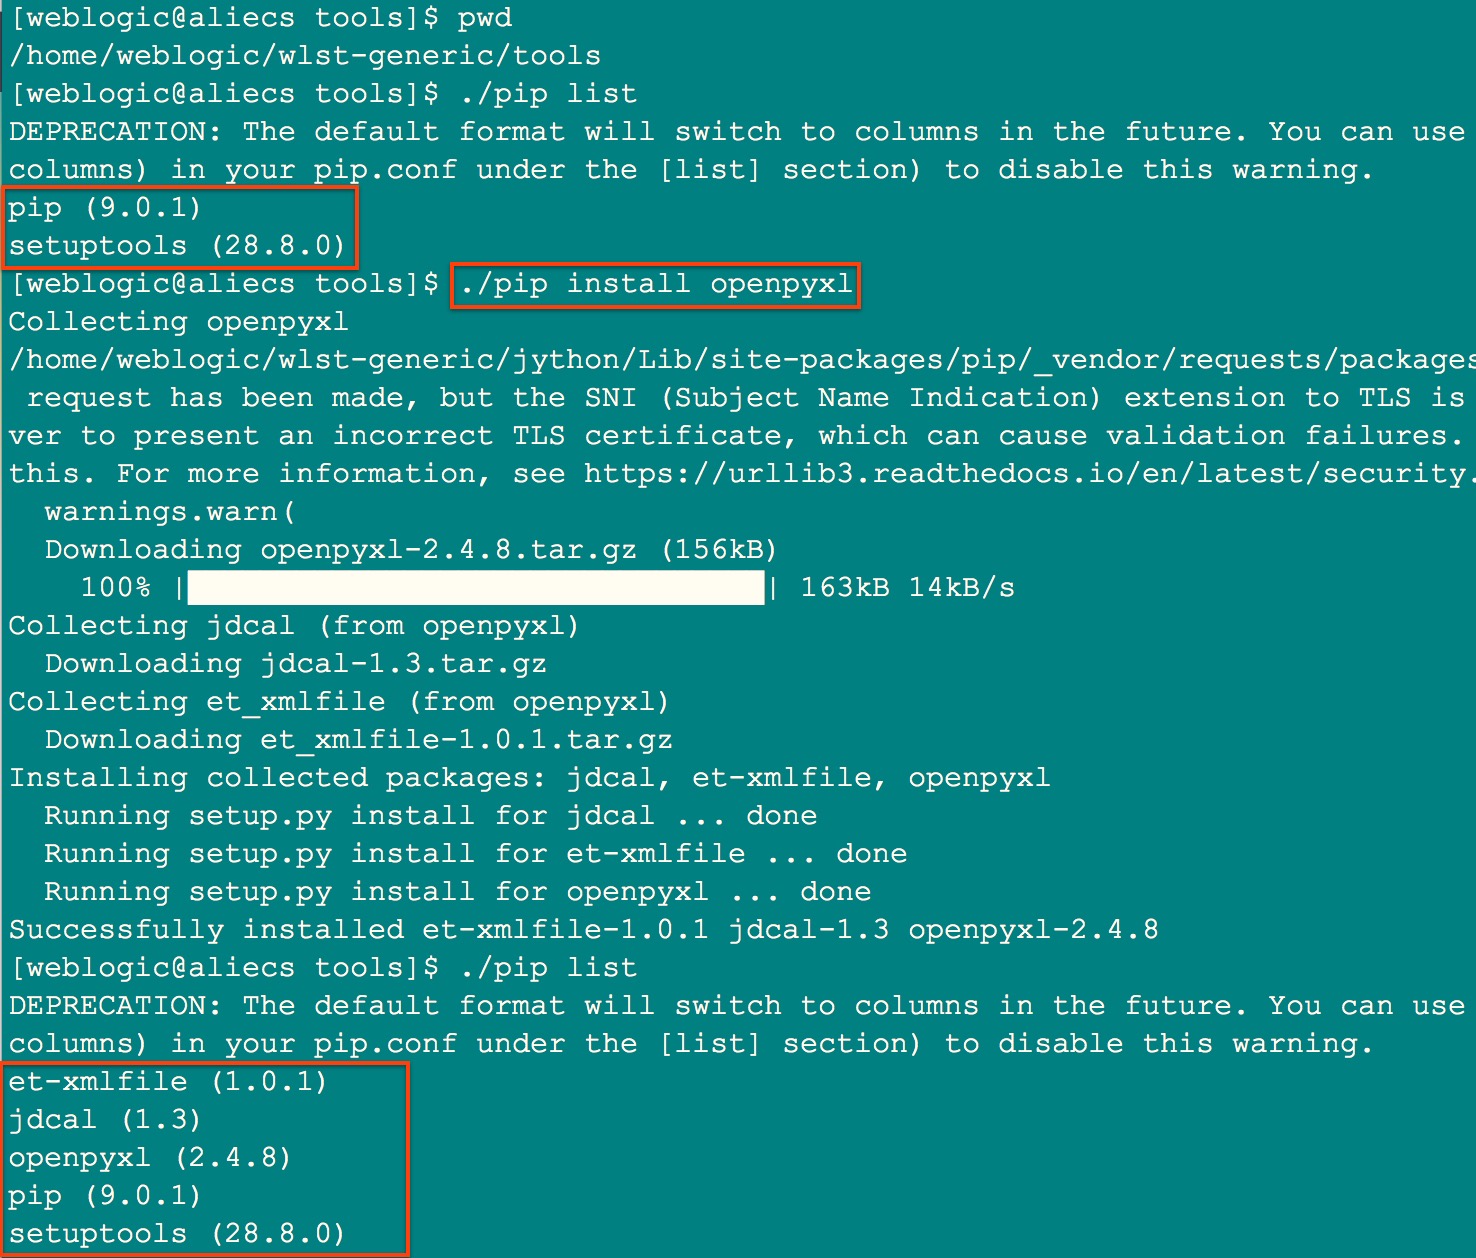 [weblogic@aliecs tools]$ pwd
/home/weblogic/wlst-generic/tools
[weblogic@aliecs tools]$ ./pip list
DEPRECATION: The default format will switch to columns in the future. You can use
columns) in your pip.conf under the [list] section) to disable this warning.
pip (9.0.1)
setuptools (28.8.0)
[weblogic@aliecs tools]$ ./pip install openpyxl
Collecting openpyxl
/home/weblogic/wlst-generic/jython/Lib/site-packages/pip/_vendor/requests/packages
 request has been made, but the SNI (Subject Name Indication) extension to TLS is
ver to present an incorrect TLS certificate, which can cause validation failures.
this. For more information, see https://urllib3.readthedocs.io/en/latest/security.
  warnings.warn(
  Downloading openpyxl-2.4.8.tar.gz (156kB)
    100% |                                | 163kB 14kB/s
Collecting jdcal (from openpyxl)
  Downloading jdcal-1.3.tar.gz
Collecting et_xmlfile (from openpyxl)
  Downloading et_xmlfile-1.0.1.tar.gz
Installing collected packages: jdcal, et-xmlfile, openpyxl
  Running setup.py install for jdcal ... done
  Running setup.py install for et-xmlfile ... done
  Running setup.py install for openpyxl ... done
Successfully installed et-xmlfile-1.0.1 jdcal-1.3 openpyxl-2.4.8
[weblogic@aliecs tools]$ ./pip list
DEPRECATION: The default format will switch to columns in the future. You can use
columns) in your pip.conf under the [list] section) to disable this warning.
et-xmlfile (1.0.1)
jdcal (1.3)
openpyxl (2.4.8)
pip (9.0.1)
setuptools (28.8.0)